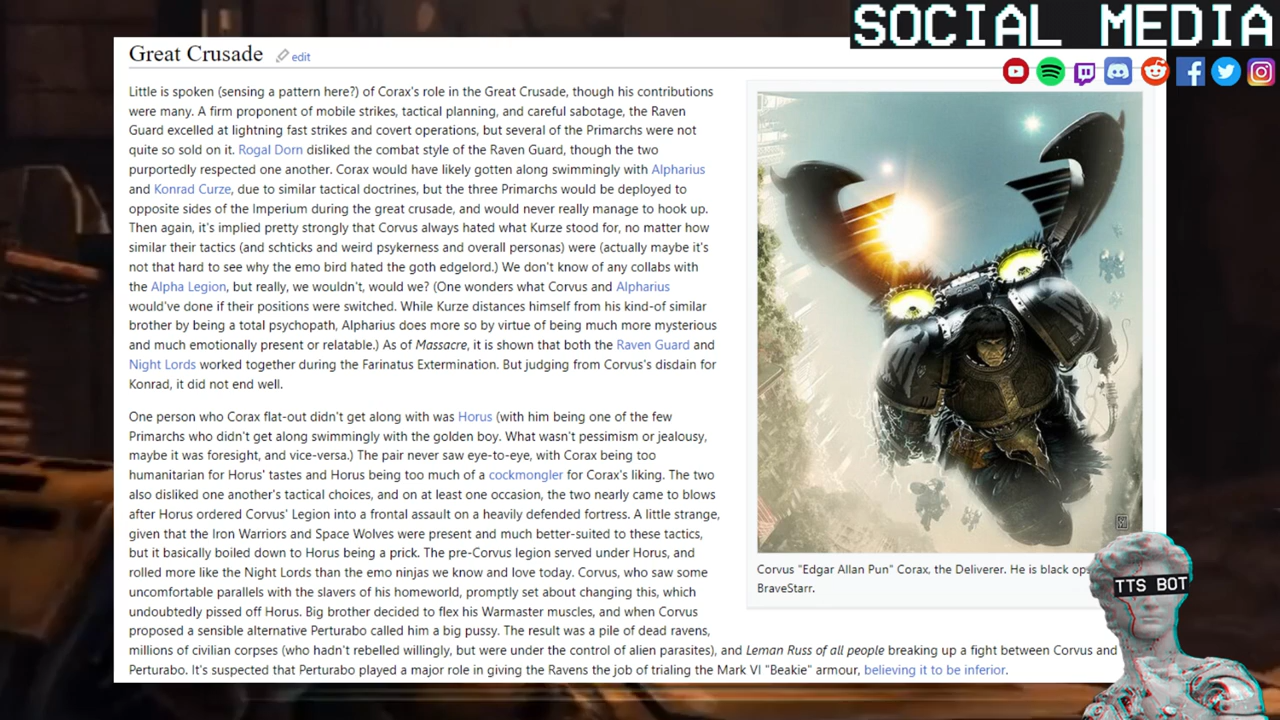 SOCIAL MEDIA
Great Crusade
edit
Little is spoken (sensing a pattern here?) of Corax's role in the Great Crusade, though his contributions
were many. A firm proponent of mobile strikes, tactical planning, and careful sabotage, the Raven
Guard excelled at lightning fast strikes and covert operations, but several of the Primarchs were not
quite so sold on it. Rogal Dorn disliked the combat style of the Raven Guard, though the two
purportedly respected one another. Corax would have likely gotten along swimmingly with Alpharius
and Konrad Curze, due to similar tactical doctrines, but the three Primarchs would be deployed to
opposite sides of the Imperium during the great crusade, and would never really manage to hook up.
Then again, it's implied pretty strongly that Corvus always hated what Kurze stood for, no matter how
similar their tactics (and schticks and weird psykerness and overall personas) were (actually maybe it's
not that hard to see why the emo bird hated the goth edgelord.) We don't know of any collabs with
the Alpha Legion, but really, we wouldn't, would we? (One wonders what Corvus and Alpharius
would've done if their positions were switched. While Kurze distances himself from his kind-of similar
brother by being a total psychopath, Alpharius does more so by virtue of being much more mysterious
and much emotionally present or relatable.) As of Massacre, it is shown that both the Raven Guard and
Night Lords worked together during the Farinatus Extermination. But judging from Corvus's disdain for
Konrad, it did not end well.
One person who Corax flat-out didn't get along with was Horus (with him being one of the few
Primarchs who didn't get along swimmingly with the golden boy. What wasn't pessimism or jealousy,
maybe it was foresight, and vice-versa.) The pair never saw eye-to-eye, with Corax being too
humanitarian for Horus' tastes and Horus being too much of a cockmongler for Corax's liking. The two
also disliked one another's tactical choices, and on at least one occasion, the two nearly came to blows
after Horus ordered Corvus' Legion into a frontal assault on a heavily defended fortress. A little strange,
given that the Iron Warriors and Space Wolves were present and much better-suited to these tactics,
but it basically boiled down to Horus being a prick. The pre-Corvus legion served under Horus, and
rolled more like the Night Lords than the emo ninjas we know and love today. Corvus, who saw some
uncomfortable parallels with the slavers of his homeworld, promptly set about changing this, which
undoubtedly pissed off Horus. Big brother decided to flex his Warmaster muscles, and when Corvus
proposed a sensible alternative Perturabo called him a big pussy. The result was a pile of dead ravens,
millions of civilian corpses (who hadn't rebelled willingly, but were under the control of alien parasites), and Leman Russ of all people breaking up a fight between Corvus and
Perturabo. It's suspected that Perturabo played a major role in giving the Ravens the job of trialing the Mark VI "Beakie" armour, believing it to be inferior.
Corvus "Edgar Allan Pun" Corax, the Deliverer. He is black ops
BraveStarr.
TTS BOT